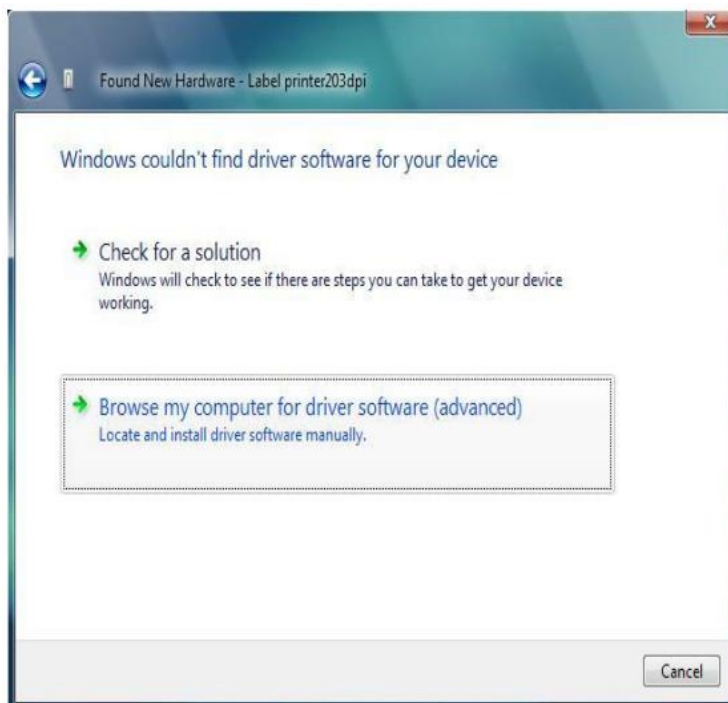 X
Found New Hardware - Label printer203dpi
Windows couldn't find driver software for your device
Check for a solution
Windows will check to see if there are steps you can take to get your device
working.
Browse my computer for driver software (advanced)
Locate and install driver software manually.
Cancel